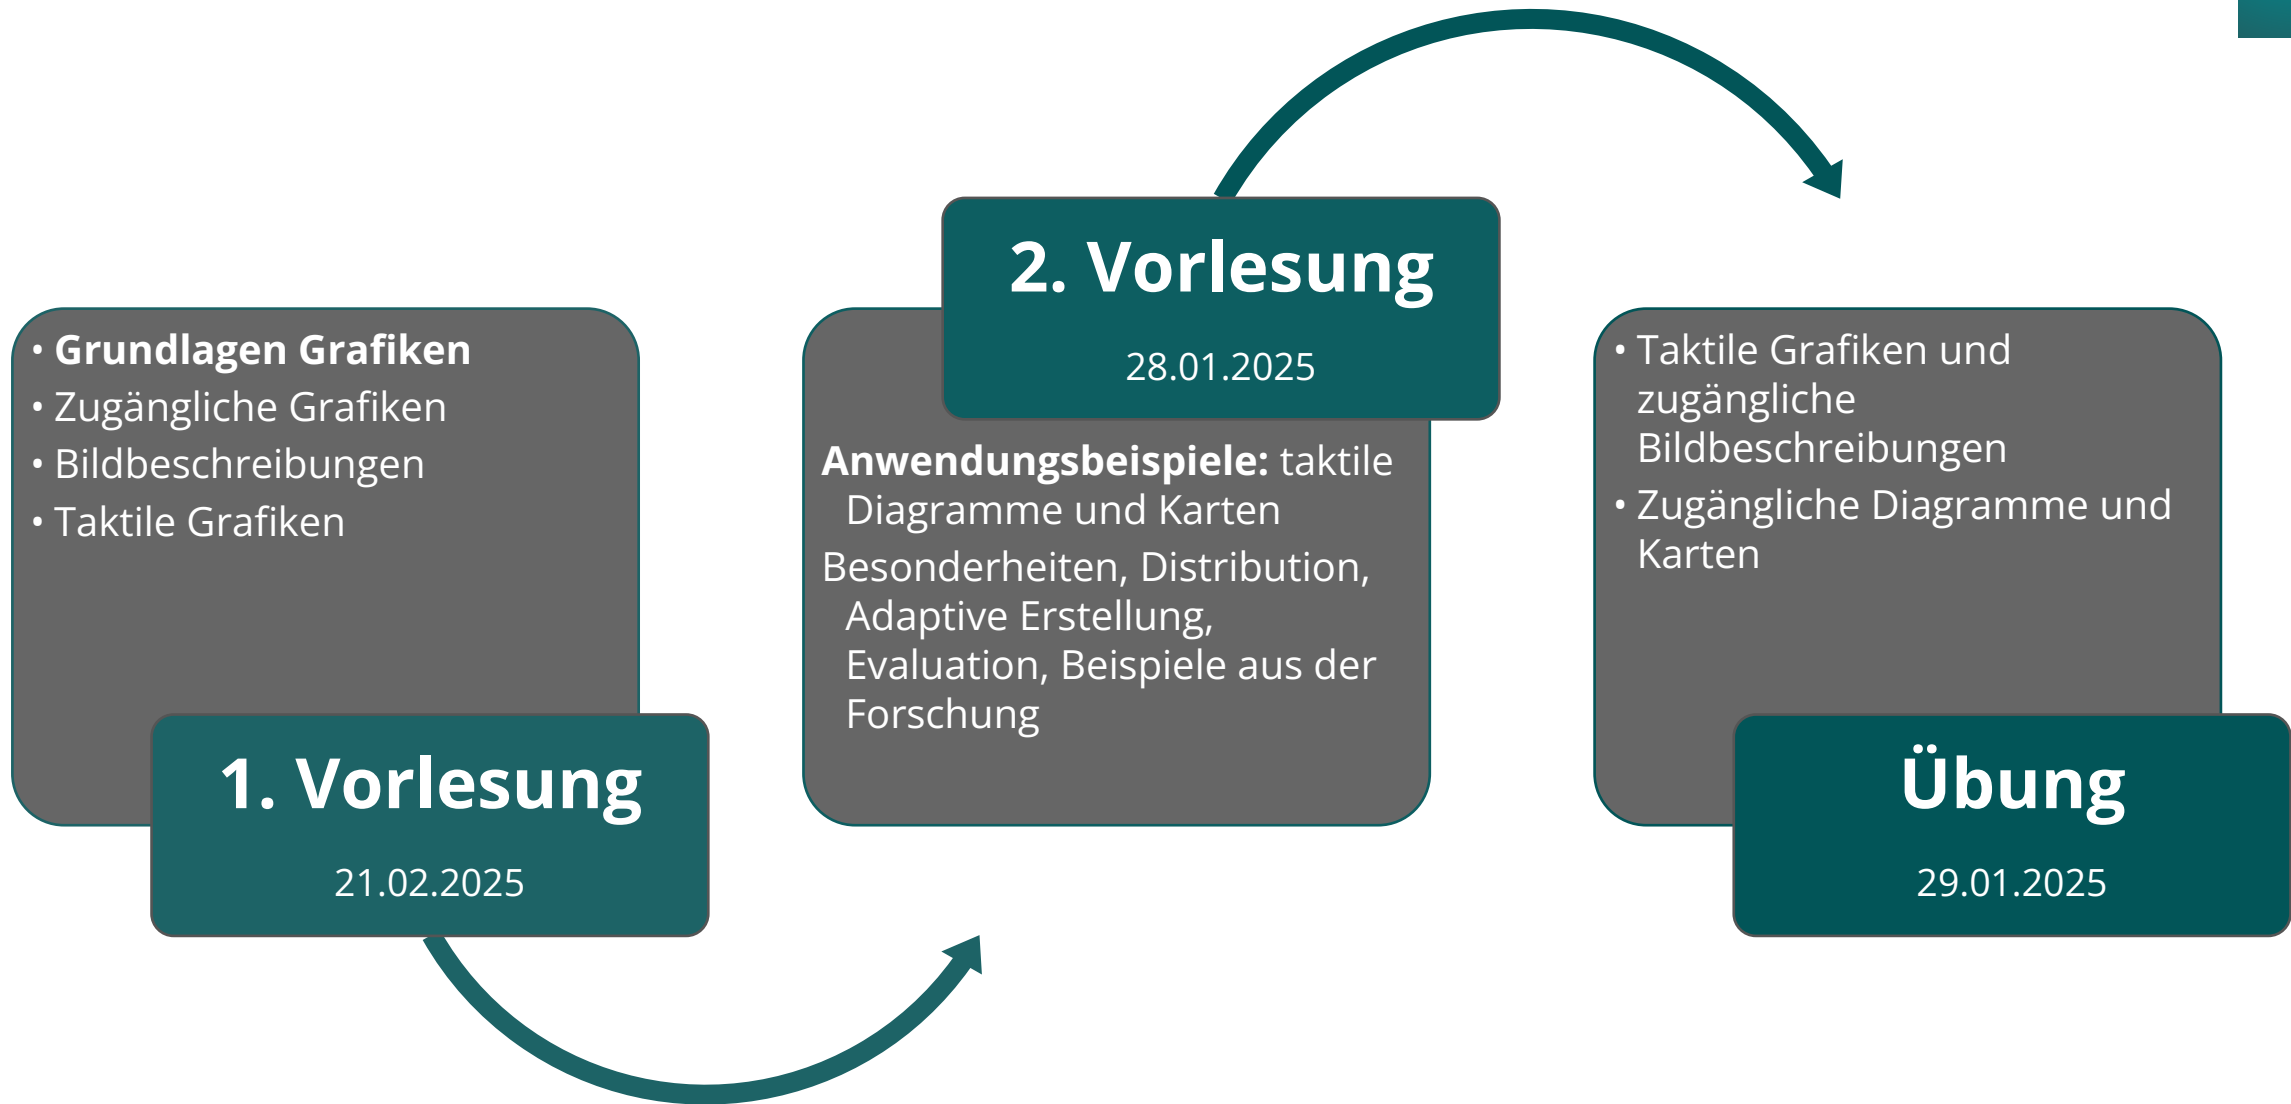 • Grundlagen Grafiken
• Zugängliche Grafiken
• Bildbeschreibungen
• Taktile Grafiken
1. Vorlesung
21.02.2025
2. Vorlesung
28.01.2025
Anwendungsbeispiele: taktile
Diagramme und Karten
Besonderheiten, Distribution,
Adaptive Erstellung,
Evaluation, Beispiele aus der
Forschung
• Taktile Grafiken und
zugängliche
Bildbeschreibungen
• Zugängliche Diagramme und
Karten
Übung
29.01.2025